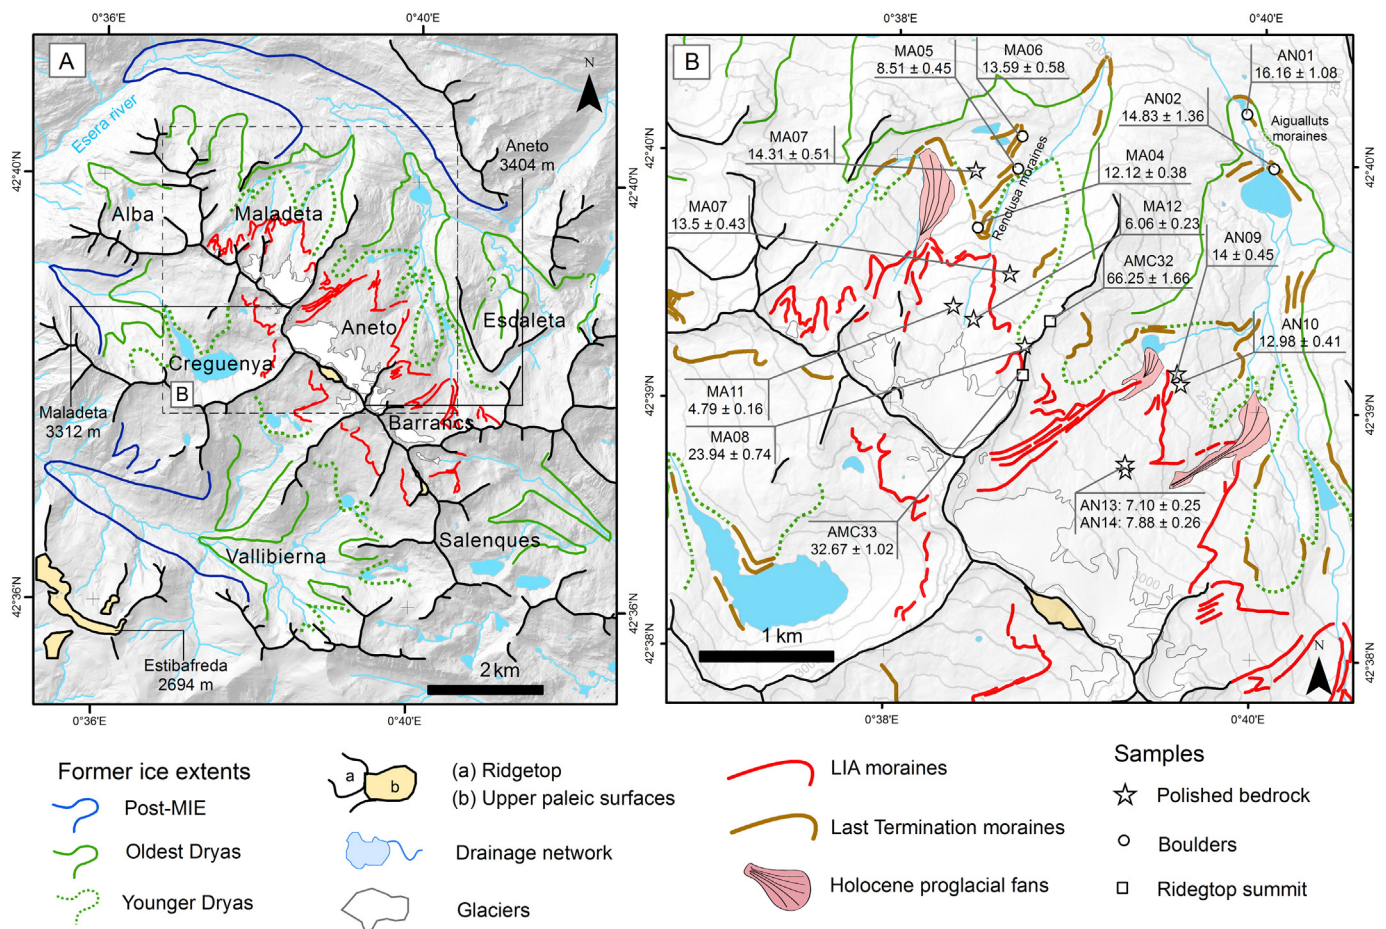 0°36'E
0°40'E
A
N
Esera river
Aneto
3404 m
42°40'N
42°40'N
Alba
Maladeta
?
?
Aneto
Escaleta
Creguenya
B
Maladeta
3312 m
Barrancs
Vallibierna
Salenques
42°36'N
42°36'N
Estibafreda
2694 m
2 km
0°36'E
0°40'E
0°38'E
0°40'E
B
MA05
8.51 ± 0.45
MA06
13.59 ± 0.58
AN01
16.16 ± 1.08
AN02
14.83 ± 1.36
Aigualluts
moraines
MA07
14.31 ± 0.51
Renclusa moraines
MA04
12.12 ± 0.38
MA07
13.5 ± 0.43
MA12
6.06 ± 0.23
AN09
14 ± 0.45
AMC32
66.25 ± 1.66
AN10
12.98 ± 0.41
MA11
4.79 ± 0.16
MA08
23.94 ± 0.74
AN13: 7.10 ± 0.25
AN14: 7.88 ± 0.26
AMC33
32.67 ± 1.02
42°40'N
42°39'N
42°38'N
42°40'N
42°39'N
42°38'N
3000
1 km
N
0°38'E
0°40'E
Former ice extents
Post-MIE
Oldest Dryas
Younger Dryas
a
b
(a) Ridgetop
(b) Upper paleic surfaces
Drainage network
Glaciers
LIA moraines
Last Termination moraines
Holocene proglacial fans
Samples
Polished bedrock
Boulders
Ridegtop summit